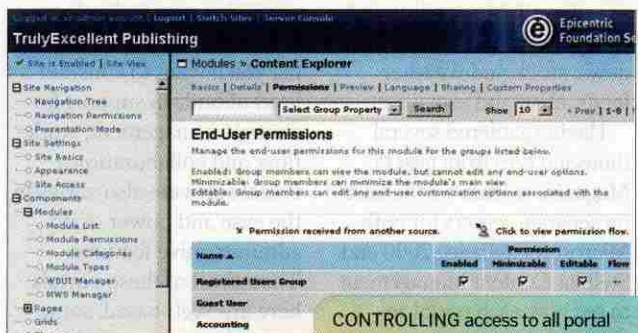 Logout | Switch Sites | Service Console
TrulyExcellent Publishing
Epicentric
Foundation Se
Site is Enabled | Site View
Modules » Content Explorer
Basics | Details | Permissions | Preview | Language | Sharing | Custom Properties
Select Group Property Search Show 10 « Prev | 1-6 |
Site Navigation
Navigation Tree
Navigation Permissions
Presentation Mode
Site Settings
Site Basics
Appearance
Site Access
Components
Modules
Module List
Module Permissions
Module Categories
Module Types
WDUI Manager
MWS Manager
Pages
Grids
End-User Permissions
Manage the end-user permissions for this module for the groups listed below.
Enabled: Group members can view the module, but cannot edit any end-user options.
Minimizable: Group members can minimize the module's main view.
Editable: Group members can edit any end-user customization options associated with the
module.
Permission received from another source. Click to view permission flow.
Name Permission
Enabled Minimizable Editable Flow
Registered Users Group
Guest User
Accounting
CONTROLLING access to all portal